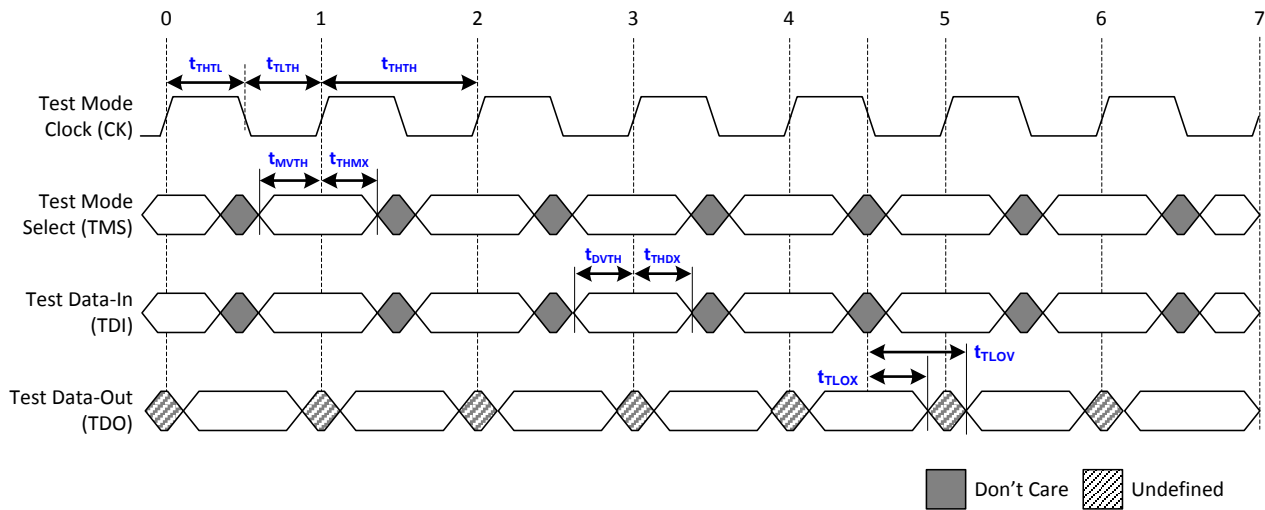 0 1 2 3 4 5 6 7
tTHTL tTLTH tTHTH
Test Mode
Clock (CK)
tMVTH tTHMX
Test Mode
Select (TMS)
tDVTH tTHDX
Test Data-In
(TDI)
tTLOV
tTLOX
Test Data-Out
(TDO)
Don't Care Undefined